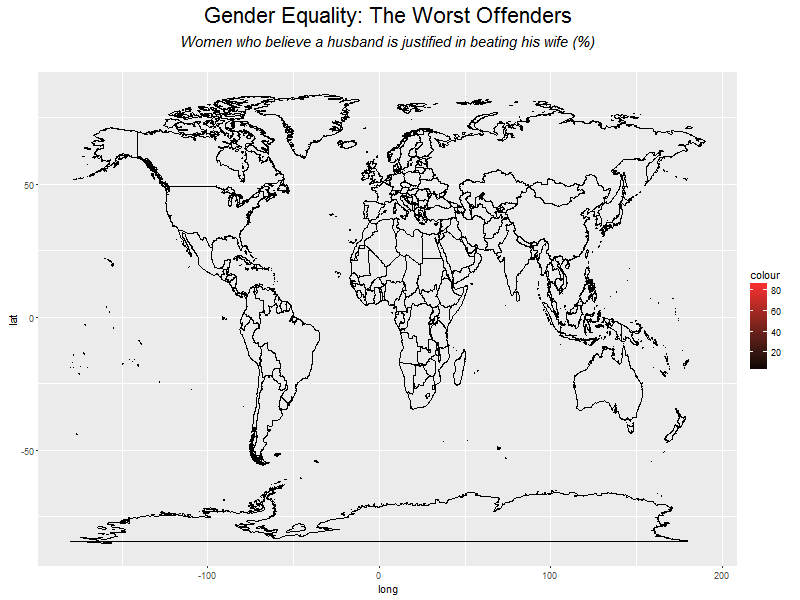 Gender Equality: The Worst Offenders
Women who believe a husband is justified in beating his wife (%)
50
0
-50
lat
-100
0
100
200
long
colour
80
60
40
20